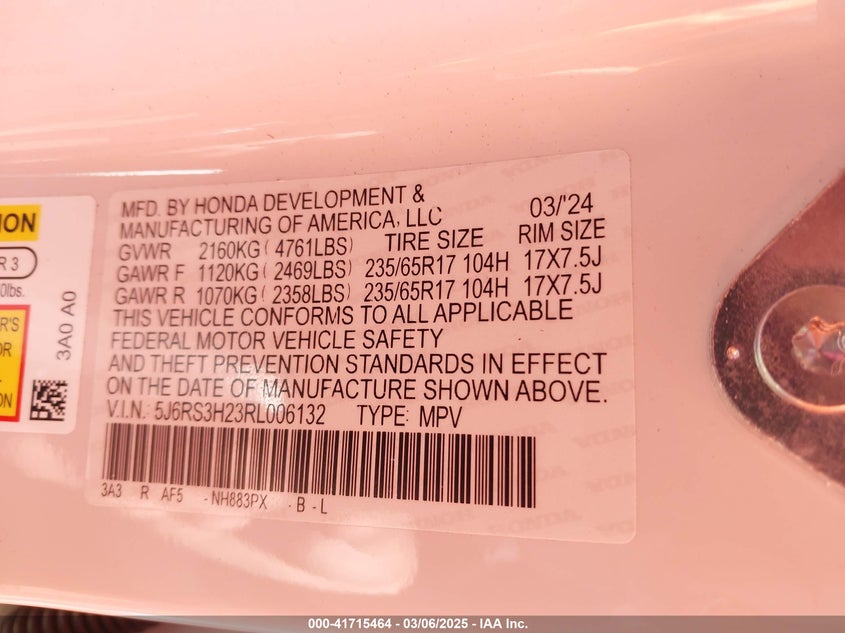 MFD. BY HONDA DEVELOPMENT &
MANUFACTURING OF AMERICA, LLC 03/'24
GVWR 2160KG ( 4761LBS) TIRE SIZE RIM SIZE
GAWR F 1120KG ( 2469LBS) 235/65R17 104H 17X7.5J
GAWR R 1070KG ( 2358LBS) 235/65R17 104H 17X7.5J
THIS VEHICLE CONFORMS TO ALL APPLICABLE
FEDERAL MOTOR VEHICLE SAFETY
AND THEFT PREVENTION STANDARDS IN EFFECT
ON THE DATE OF MANUFACTURE SHOWN ABOVE.
V.I.N.: 5J6RS3H23RL006132 TYPE: MPV
3A3 R AF5 - NH883PX - B - L
3A0 A0
R 3
0lbs.
000-41715464 - 03/06/2025 - IAA Inc.